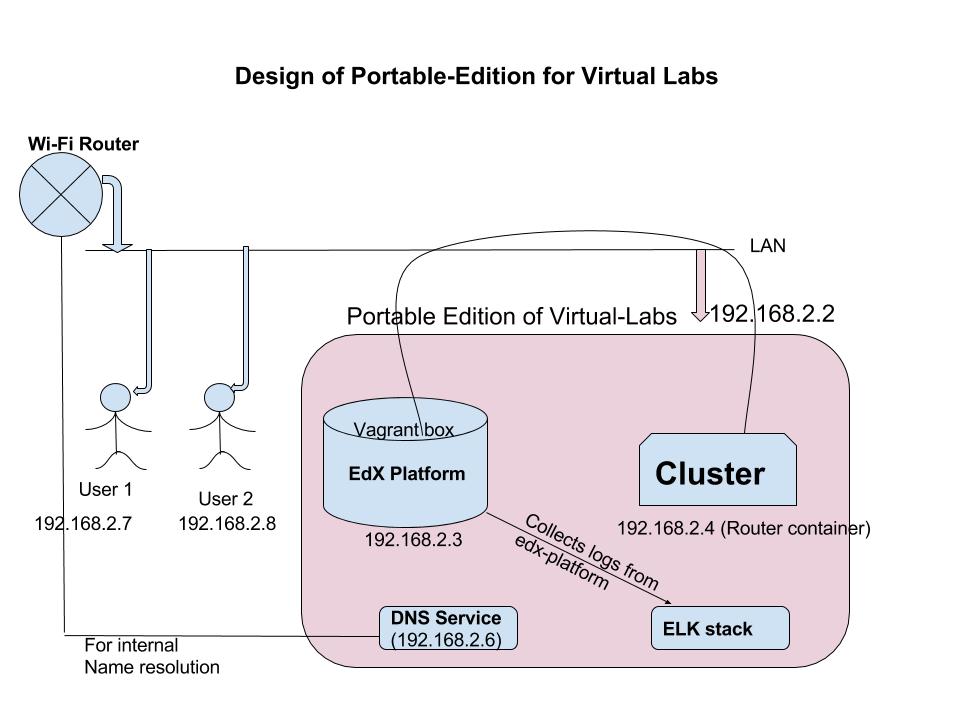 Design of Portable-Edition for Virtual Labs
Wi-Fi Router
LAN
Portable Edition of Virtual-Labs
192.168.2.2
Vagrant box
EdX Platform
192.168.2.3
Cluster
192.168.2.4 (Router container)
User 1
192.168.2.7
User 2
192.168.2.8
Collects logs from
edx-platform
DNS Service
(192.168.2.6)
ELK stack
For internal
Name resolution